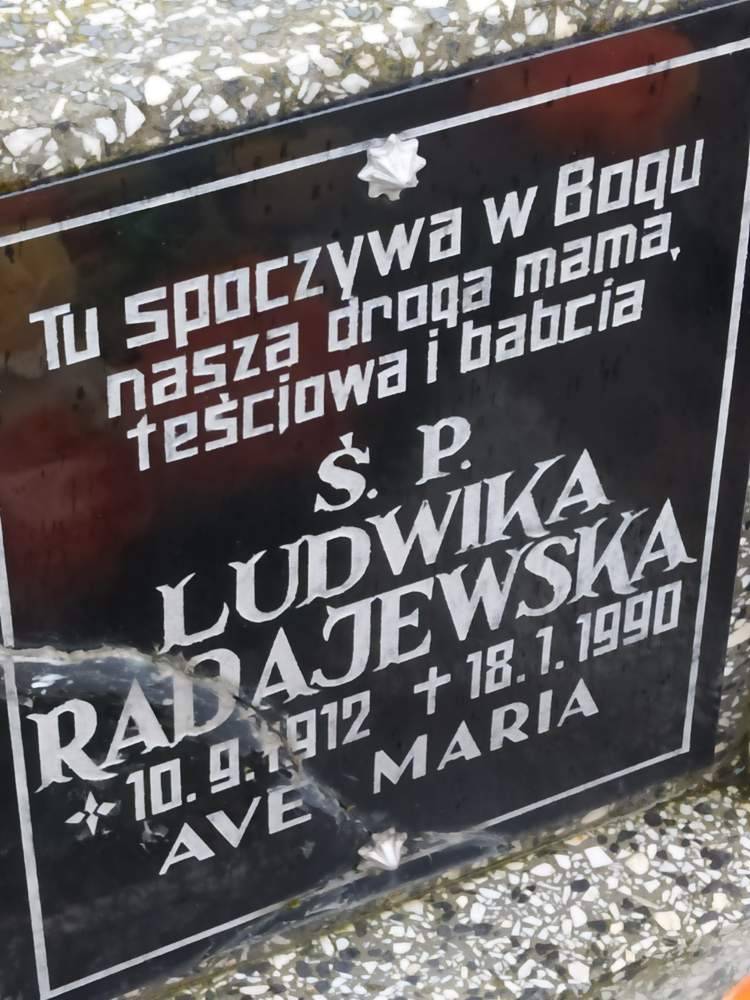 Tu spoczywa w Bogu
nasza droga mama,
teściowa i babcia
Ś. P.
LUDWIKA
RADAJEWSKA
10.9.1912 † 18.1.1990
AVE MARIA